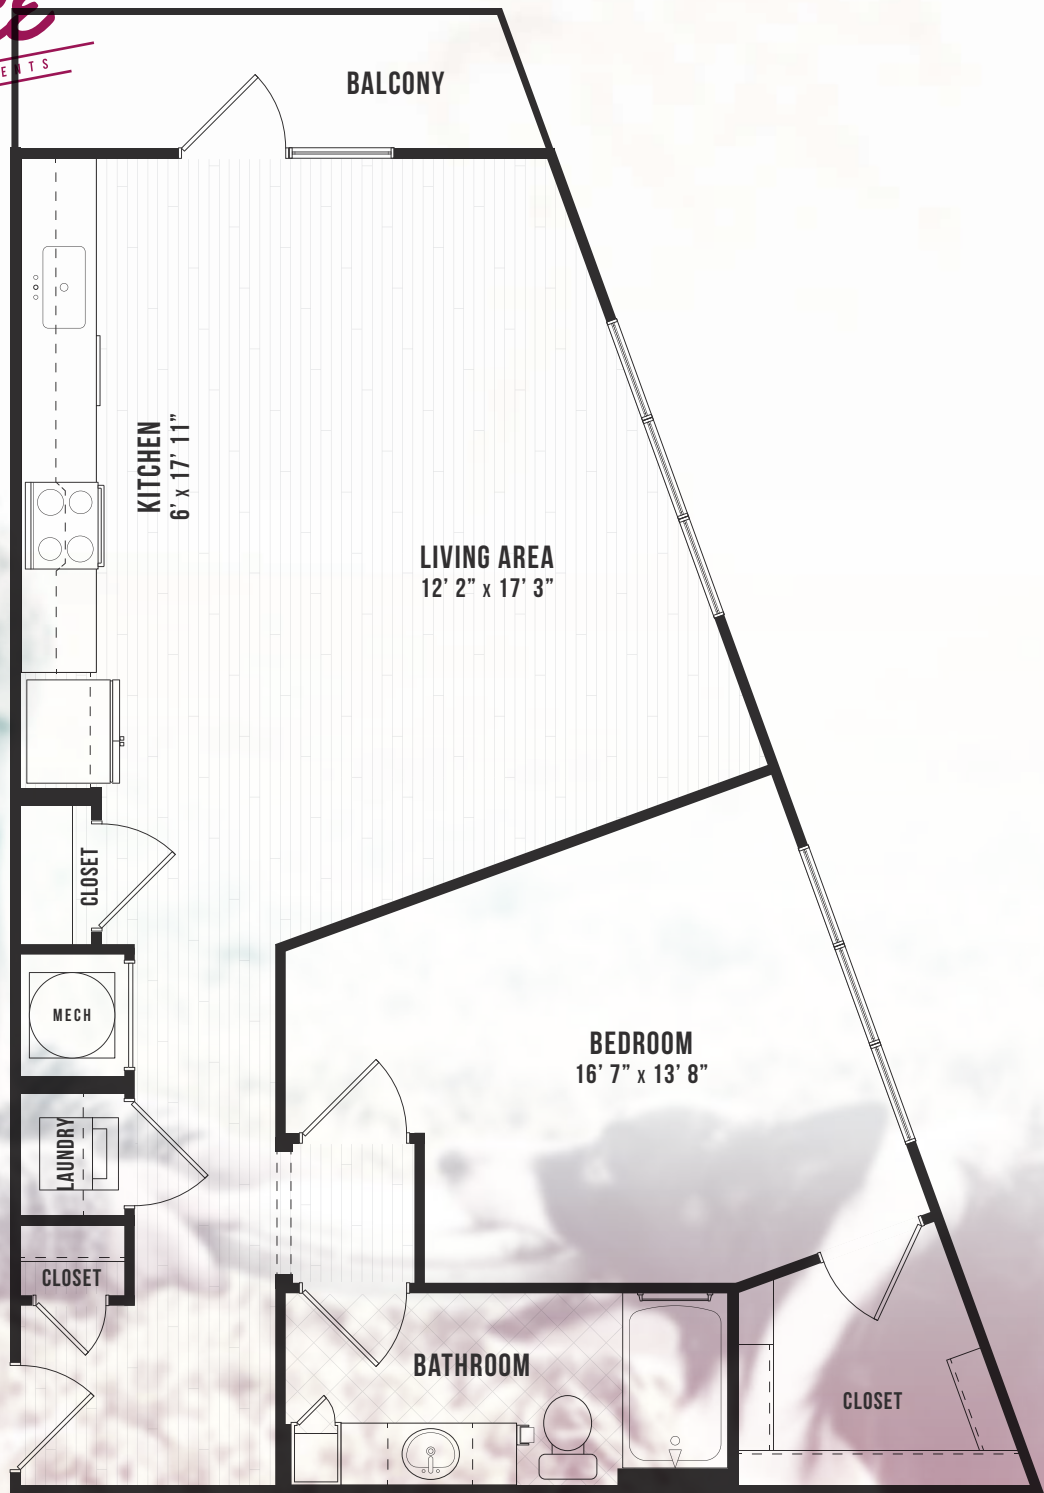 ENTS
BALCONY
KITCHEN
6’ x 17’ 11”
LIVING AREA
12’ 2” x 17’ 3”
CLOSET
MECH
BEDROOM
16’ 7” x 13’ 8”
LAUNDRY
CLOSET
BATHROOM
CLOSET